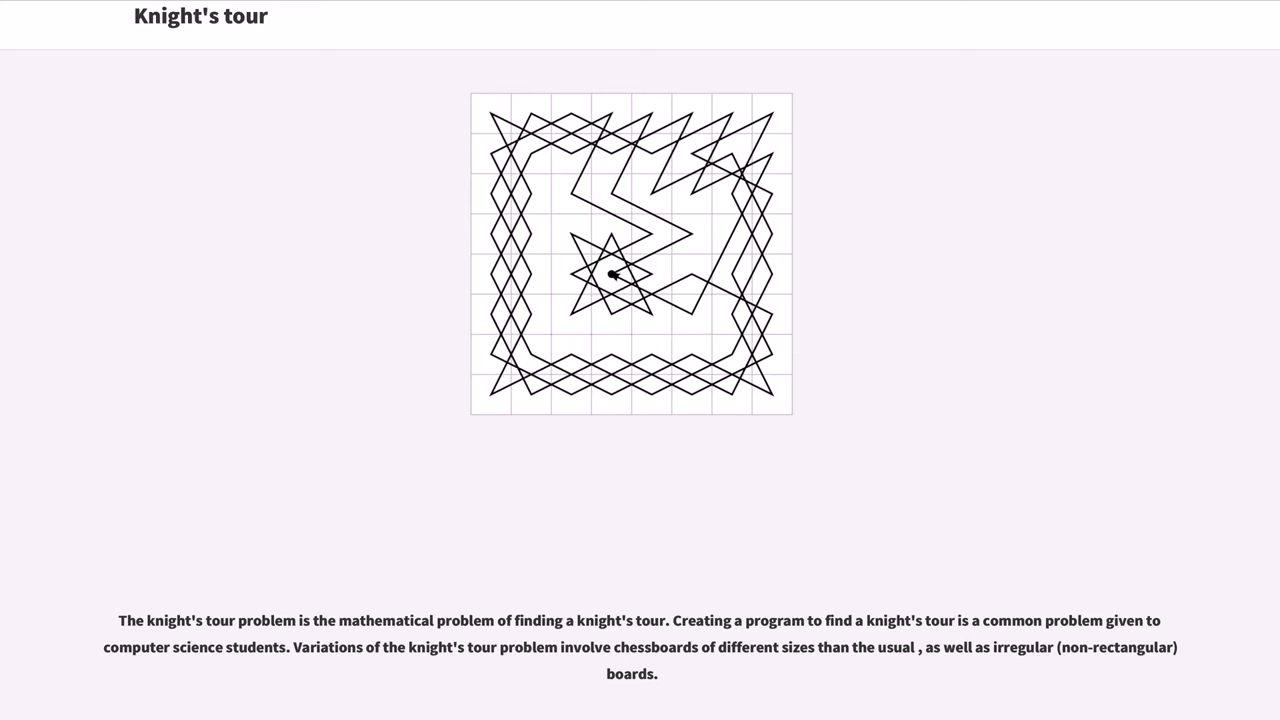 Knight's tour
The knight's tour problem is the mathematical problem of finding a knight's tour. Creating a program to find a knight's tour is a common problem given to
computer science students. Variations of the knight's tour problem involve chessboards of different sizes than the usual , as well as irregular (non-rectangular)
boards.